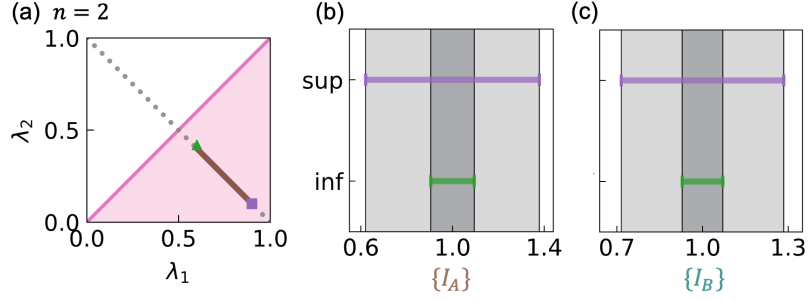 (a) n = 2
1.0
0.5
0.0
λ₂
0.0 0.5 1.0
λ₁
(b)
sup
inf
0.6 1.0 1.4
{I_A}
(c)
0.7 1.0 1.3
{I_B}